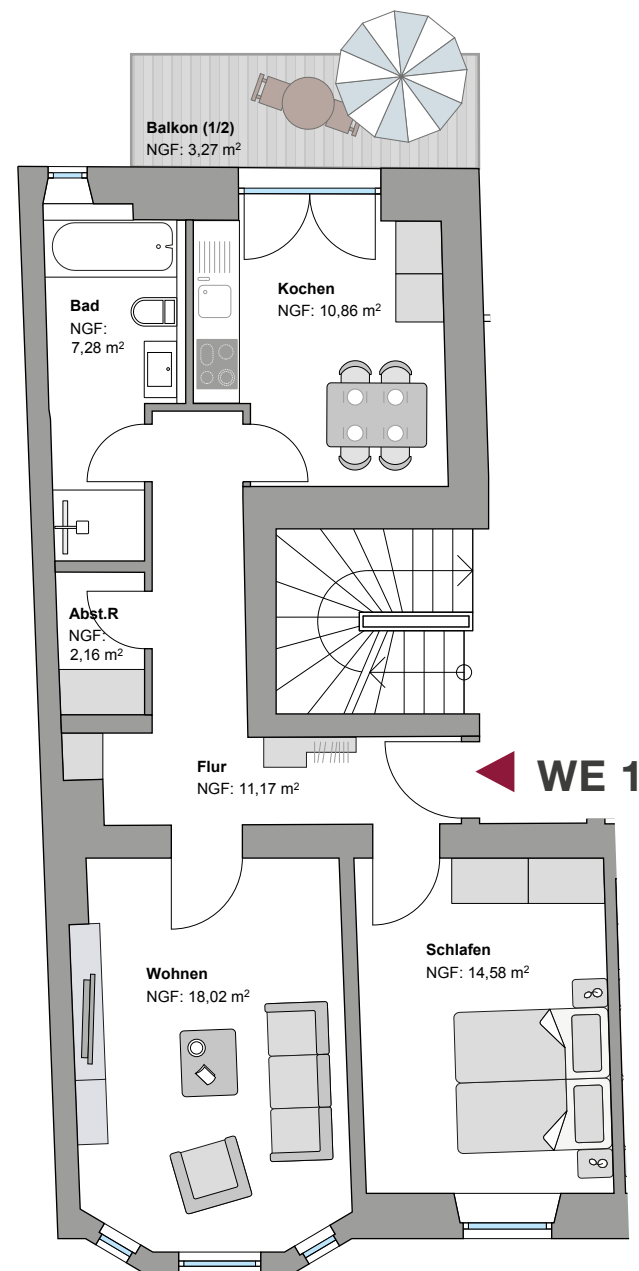 Balkon (1/2)
NGF: 3,27 m²
Kochen
NGF: 10,86 m²
Bad
NGF:
7,28 m²
Abst.R
NGF:
2,16 m²
Flur
NGF: 11,17 m²
WE 1
Wohnen
NGF: 18,02 m²
Schlafen
NGF: 14,58 m²